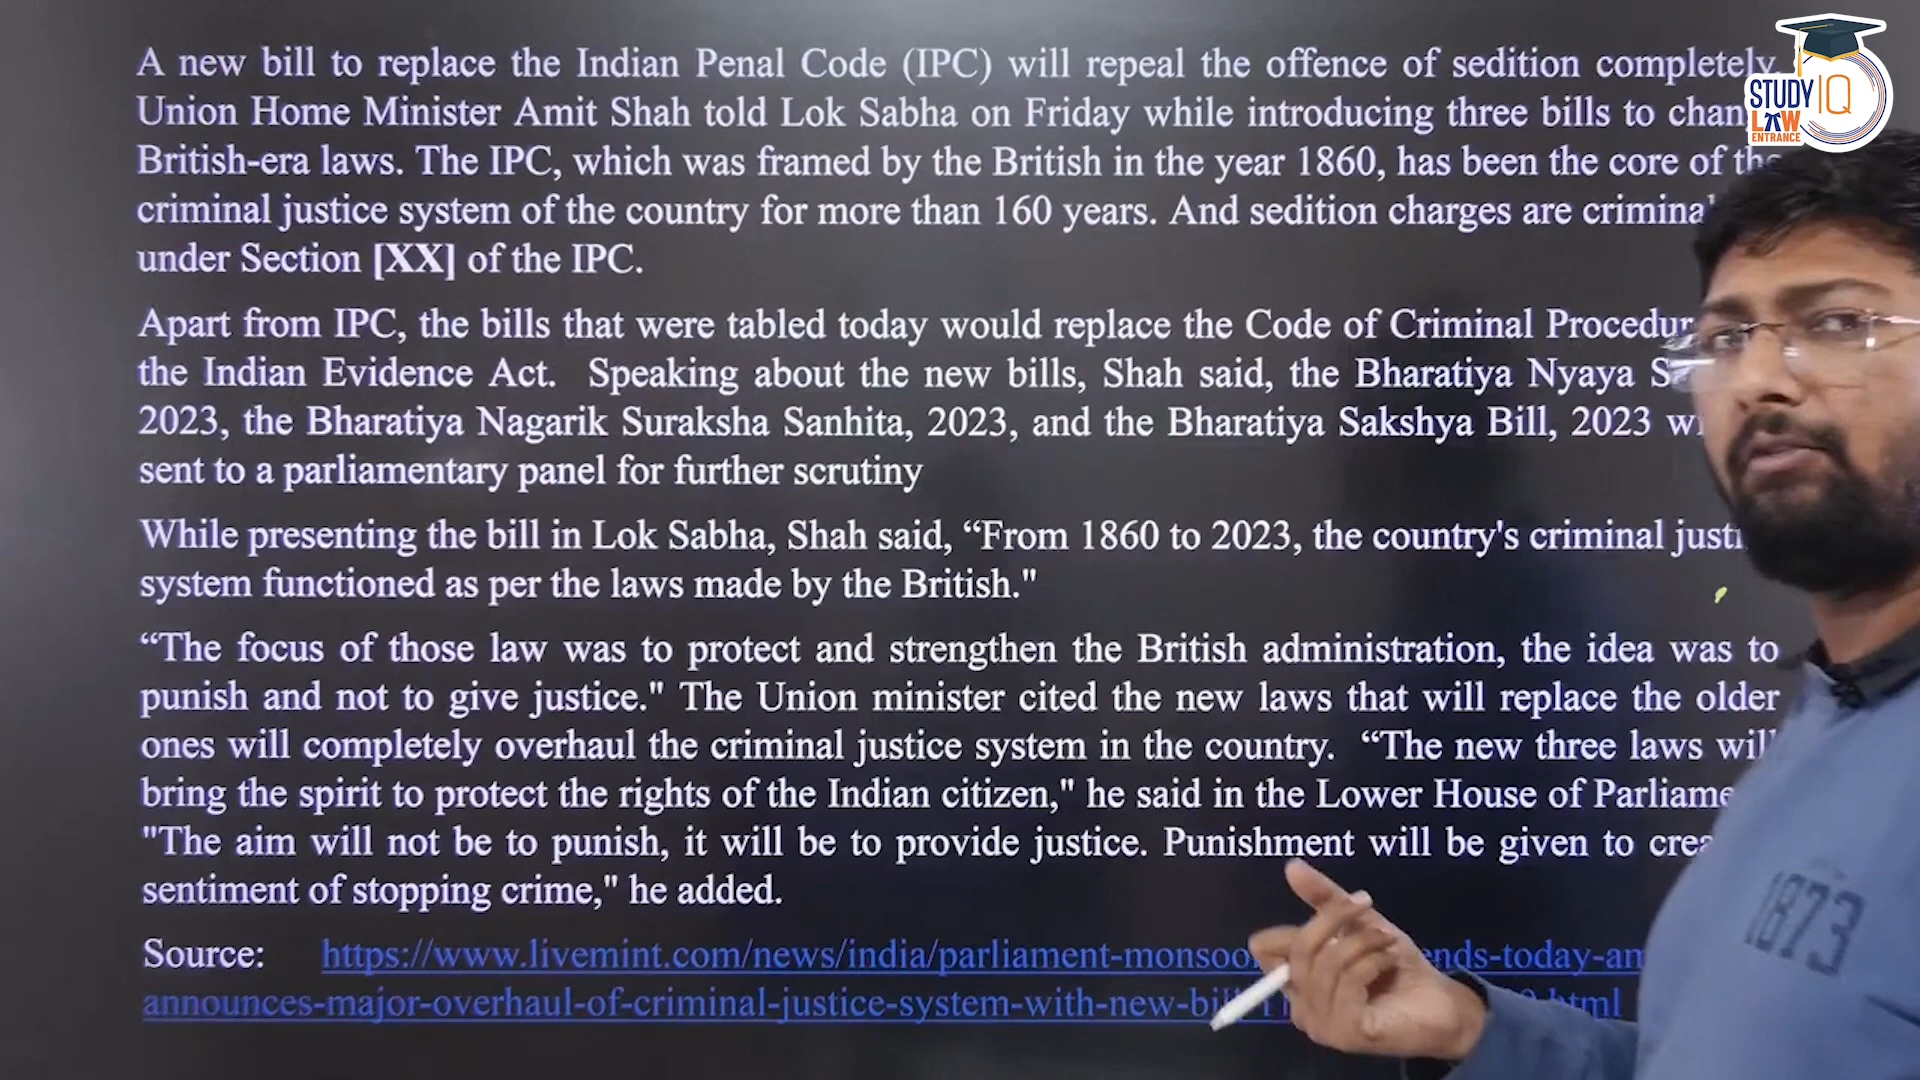 A new bill to replace the Indian Penal Code (IPC) will repeal the offence of sedition completely,
Union Home Minister Amit Shah told Lok Sabha on Friday while introducing three bills to chang
British-era laws. The IPC, which was framed by the British in the year 1860, has been the core of the
criminal justice system of the country for more than 160 years. And sedition charges are criminal
under Section [XX] of the IPC.
Apart from IPC, the bills that were tabled today would replace the Code of Criminal Procedur
the Indian Evidence Act. Speaking about the new bills, Shah said, the Bharatiya Nyaya S
2023, the Bharatiya Nagarik Suraksha Sanhita, 2023, and the Bharatiya Sakshya Bill, 2023 w
sent to a parliamentary panel for further scrutiny
While presenting the bill in Lok Sabha, Shah said, “From 1860 to 2023, the country's criminal justi
system functioned as per the laws made by the British."
“The focus of those law was to protect and strengthen the British administration, the idea was to
punish and not to give justice." The Union minister cited the new laws that will replace the older
ones will completely overhaul the criminal justice system in the country. “The new three laws will
bring the spirit to protect the rights of the Indian citizen," he said in the Lower House of Parliame
"The aim will not be to punish, it will be to provide justice. Punishment will be given to crea
sentiment of stopping crime," he added.
Source: https://www.livemint.com/news/india/parliament-monsoo nds-today-am
announces-major-overhaul-of-criminal-justice-system-with-new-bil html
STUDY IQ
LAW
ENTRANCE
1873